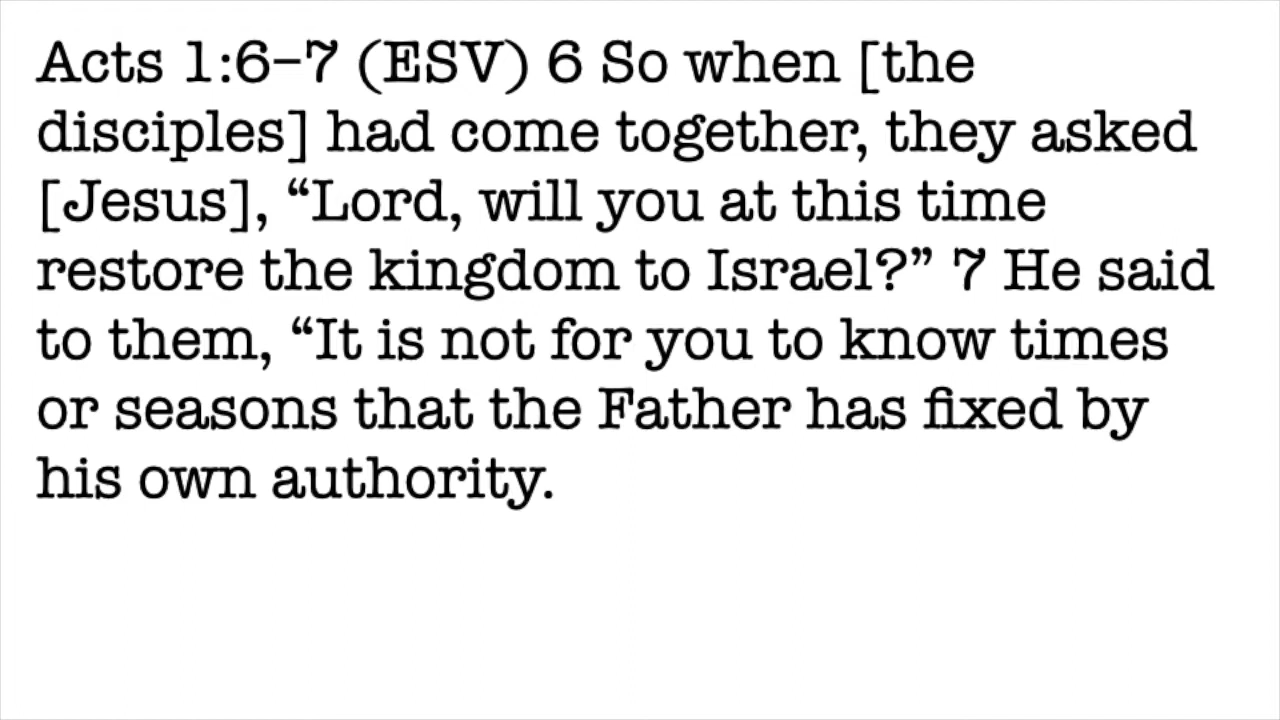 Acts 1:6–7 (ESV) 6 So when [the
disciples] had come together, they asked
[Jesus], “Lord, will you at this time
restore the kingdom to Israel?” 7 He said
to them, “It is not for you to know times
or seasons that the Father has fixed by
his own authority.